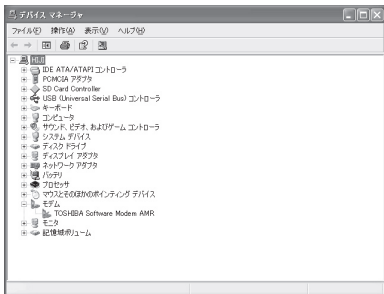 デバイス マネージャ
ファイル(F) 操作(A) 表示(V) ヘルプ(H)
HIJI
IDE ATA/ATAPI コントローラ
PCMCIA アダプタ
SD Card Controller
USB (Universal Serial Bus) コントローラ
キーボード
コンピュータ
サウンド、ビデオ、およびゲーム コントローラ
システム デバイス
ディスク ドライブ
ディスプレイ アダプタ
ネットワーク アダプタ
バッテリ
プロセッサ
マウスとそのほかのポインティング デバイス
モデム
TOSHIBA Software Modem AMR
モニタ
記憶域ボリューム